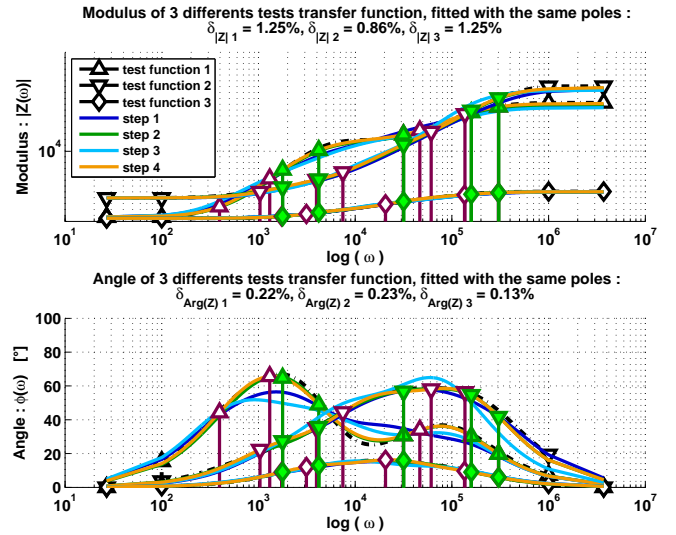 Modulus of 3 differents tests transfer function, fitted with the same poles :
δ|Z| 1 = 1.25%, δ|Z| 2 = 0.86%, δ|Z| 3 = 1.25%
test function 1
test function 2
test function 3
step 1
step 2
step 3
step 4
Modulus : |Z(ω)|
10^4
10^1 10^2 10^3 10^4 10^5 10^6 10^7
log ( ω )
Angle of 3 differents tests transfer function, fitted with the same poles :
δArg(Z) 1 = 0.22%, δArg(Z) 2 = 0.23%, δArg(Z) 3 = 0.13%
Angle : ϕ(ω) [°]
100
80
60
40
20
0
10^1 10^2 10^3 10^4 10^5 10^6 10^7
log ( ω )